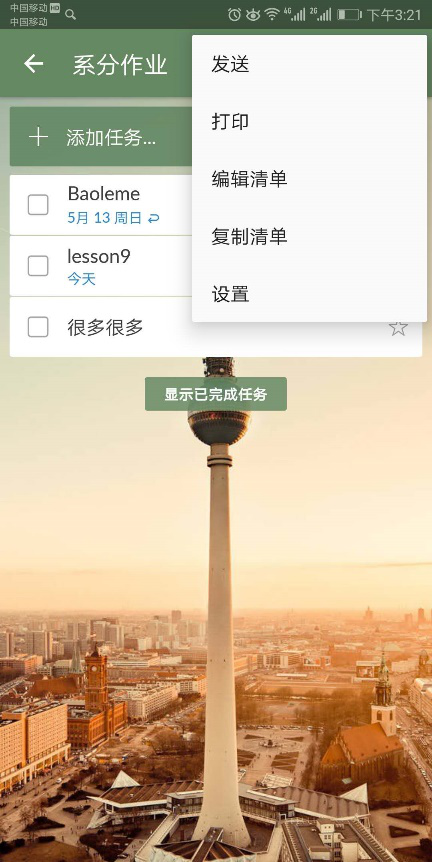 中国移动 HD
中国移动
4G 2G 下午3:21
系分作业
发送
打印
编辑清单
复制清单
设置
添加任务...
Baoleme
5月 13 周日
lesson9
今天
很多很多
显示已完成任务